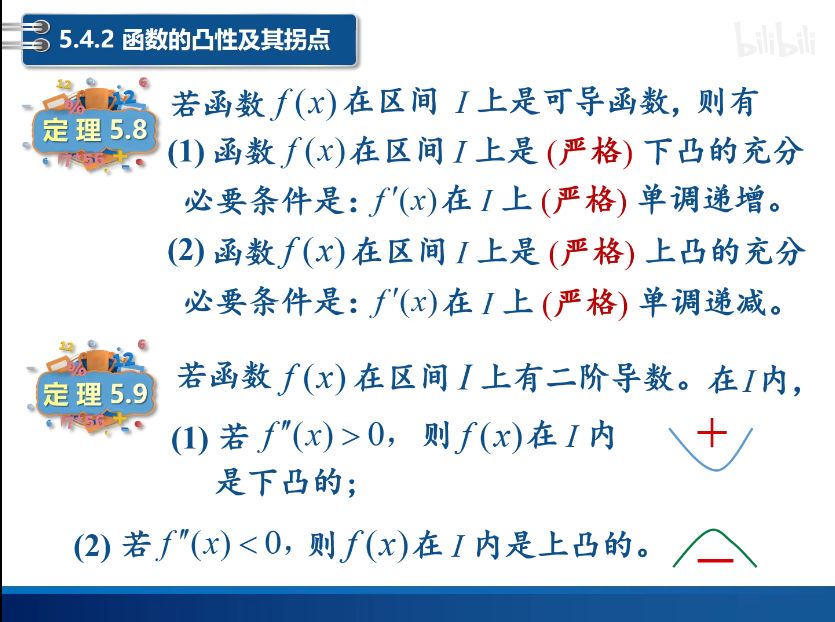 5.4.2 函数的凸性及其拐点
bilibili
定理 5.8
若函数 f(x) 在区间 I 上是可导函数, 则有
(1) 函数 f(x) 在区间 I 上是 (严格) 下凸的充分
必要条件是: f′(x) 在 I 上 (严格) 单调递增。
(2) 函数 f(x) 在区间 I 上是 (严格) 上凸的充分
必要条件是: f′(x) 在 I 上 (严格) 单调递减。
定理 5.9
若函数 f(x) 在区间 I 上有二阶导数。在 I 内,
(1) 若 f″(x) > 0, 则 f(x) 在 I 内
+
是下凸的;
(2) 若 f″(x) < 0, 则 f(x) 在 I 内是上凸的。
−